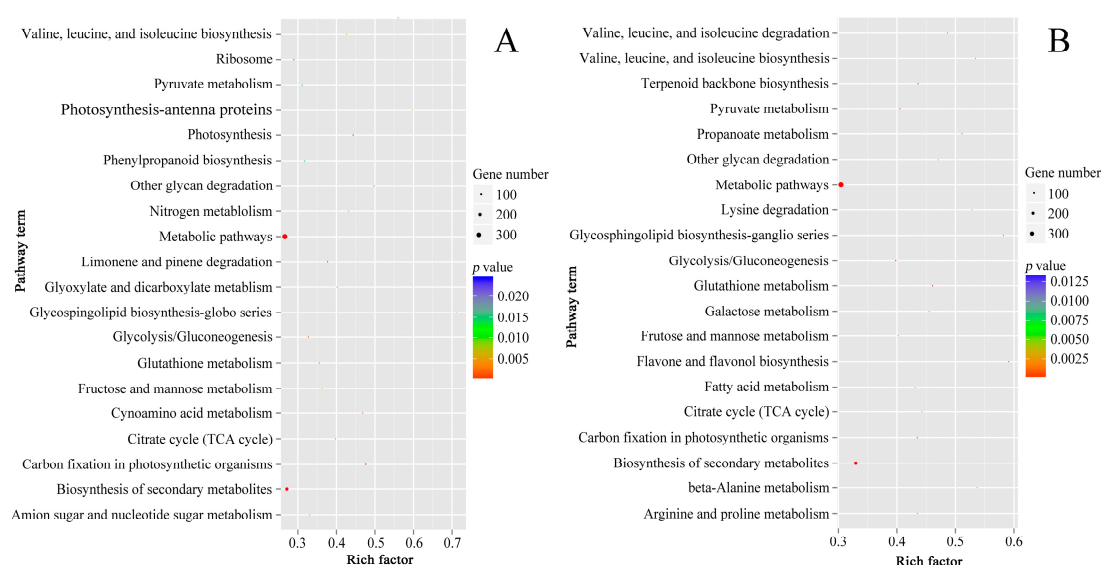 A
Pathway term
Valine, leucine, and isoleucine biosynthesis
Ribosome
Pyruvate metabolism
Photosynthesis-antenna proteins
Photosynthesis
Phenylpropanoid biosynthesis
Other glycan degradation
Nitrogen metablolism
Metabolic pathways
Limonene and pinene degradation
Glyoxylate and dicarboxylate metablism
Glycospingolipid biosynthesis-globo series
Glycolysis/Gluconeogenesis
Glutathione metabolism
Fructose and mannose metabolism
Cynoamino acid metabolism
Citrate cycle (TCA cycle)
Carbon fixation in photosynthetic organisms
Biosynthesis of secondary metabolites
Amion sugar and nucleotide sugar metabolism
0.3 0.4 0.5 0.6 0.7
Rich factor
Gene number
100
200
300
p value
0.020
0.015
0.010
0.005
B
Pathway term
Valine, leucine, and isoleucine degradation
Valine, leucine, and isoleucine biosynthesis
Terpenoid backbone biosynthesis
Pyruvate metabolism
Propanoate metabolism
Other glycan degradation
Metabolic pathways
Lysine degradation
Glycosphingolipid biosynthesis-ganglio series
Glycolysis/Gluconeogenesis
Glutathione metabolism
Galactose metabolism
Frutose and mannose metabolism
Flavone and flavonol biosynthesis
Fatty acid metabolism
Citrate cycle (TCA cycle)
Carbon fixation in photosynthetic organisms
Biosynthesis of secondary metabolites
beta-Alanine metabolism
Arginine and proline metabolism
0.3 0.4 0.5 0.6
Rich factor
Gene number
100
200
300
p value
0.0125
0.0100
0.0075
0.0050
0.0025